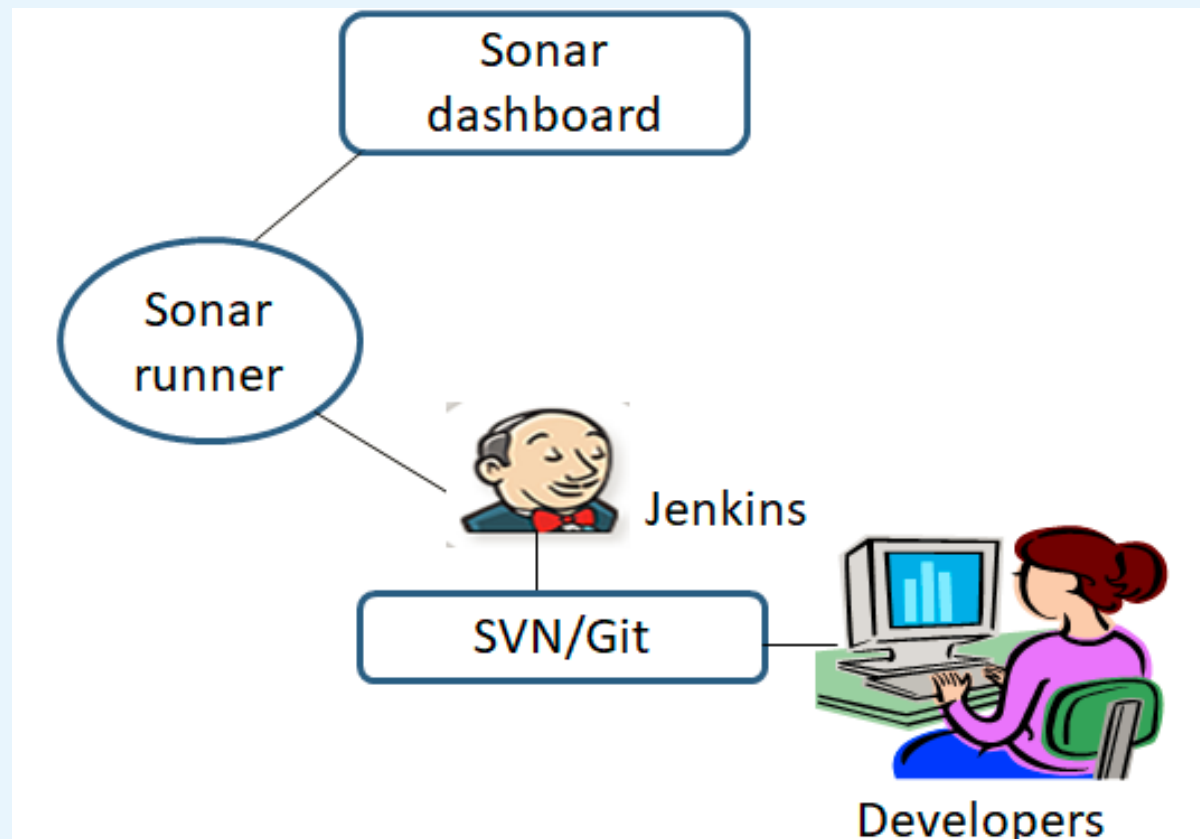 Sonar
dashboard
Sonar
runner
Jenkins
SVN/Git
Developers